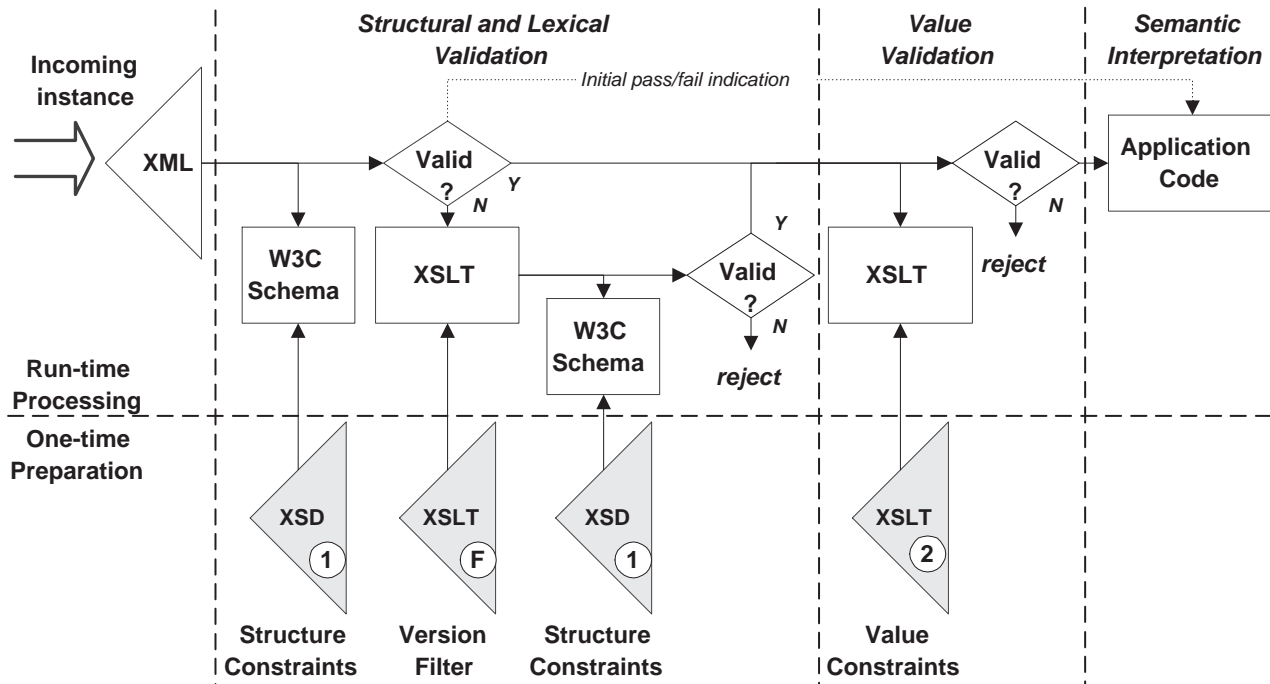 Structural and Lexical
Validation
Value
Validation
Semantic
Interpretation
Incoming
instance
Initial pass/fail indication
XML
Valid
?
Y
N
Valid
?
N
reject
Application
Code
W3C
Schema
XSLT
Y
Valid
?
N
reject
XSLT
W3C
Schema
Run-time
Processing
One-time
Preparation
XSD
1
XSLT
F
XSD
1
XSLT
2
Structure
Constraints
Version
Filter
Structure
Constraints
Value
Constraints